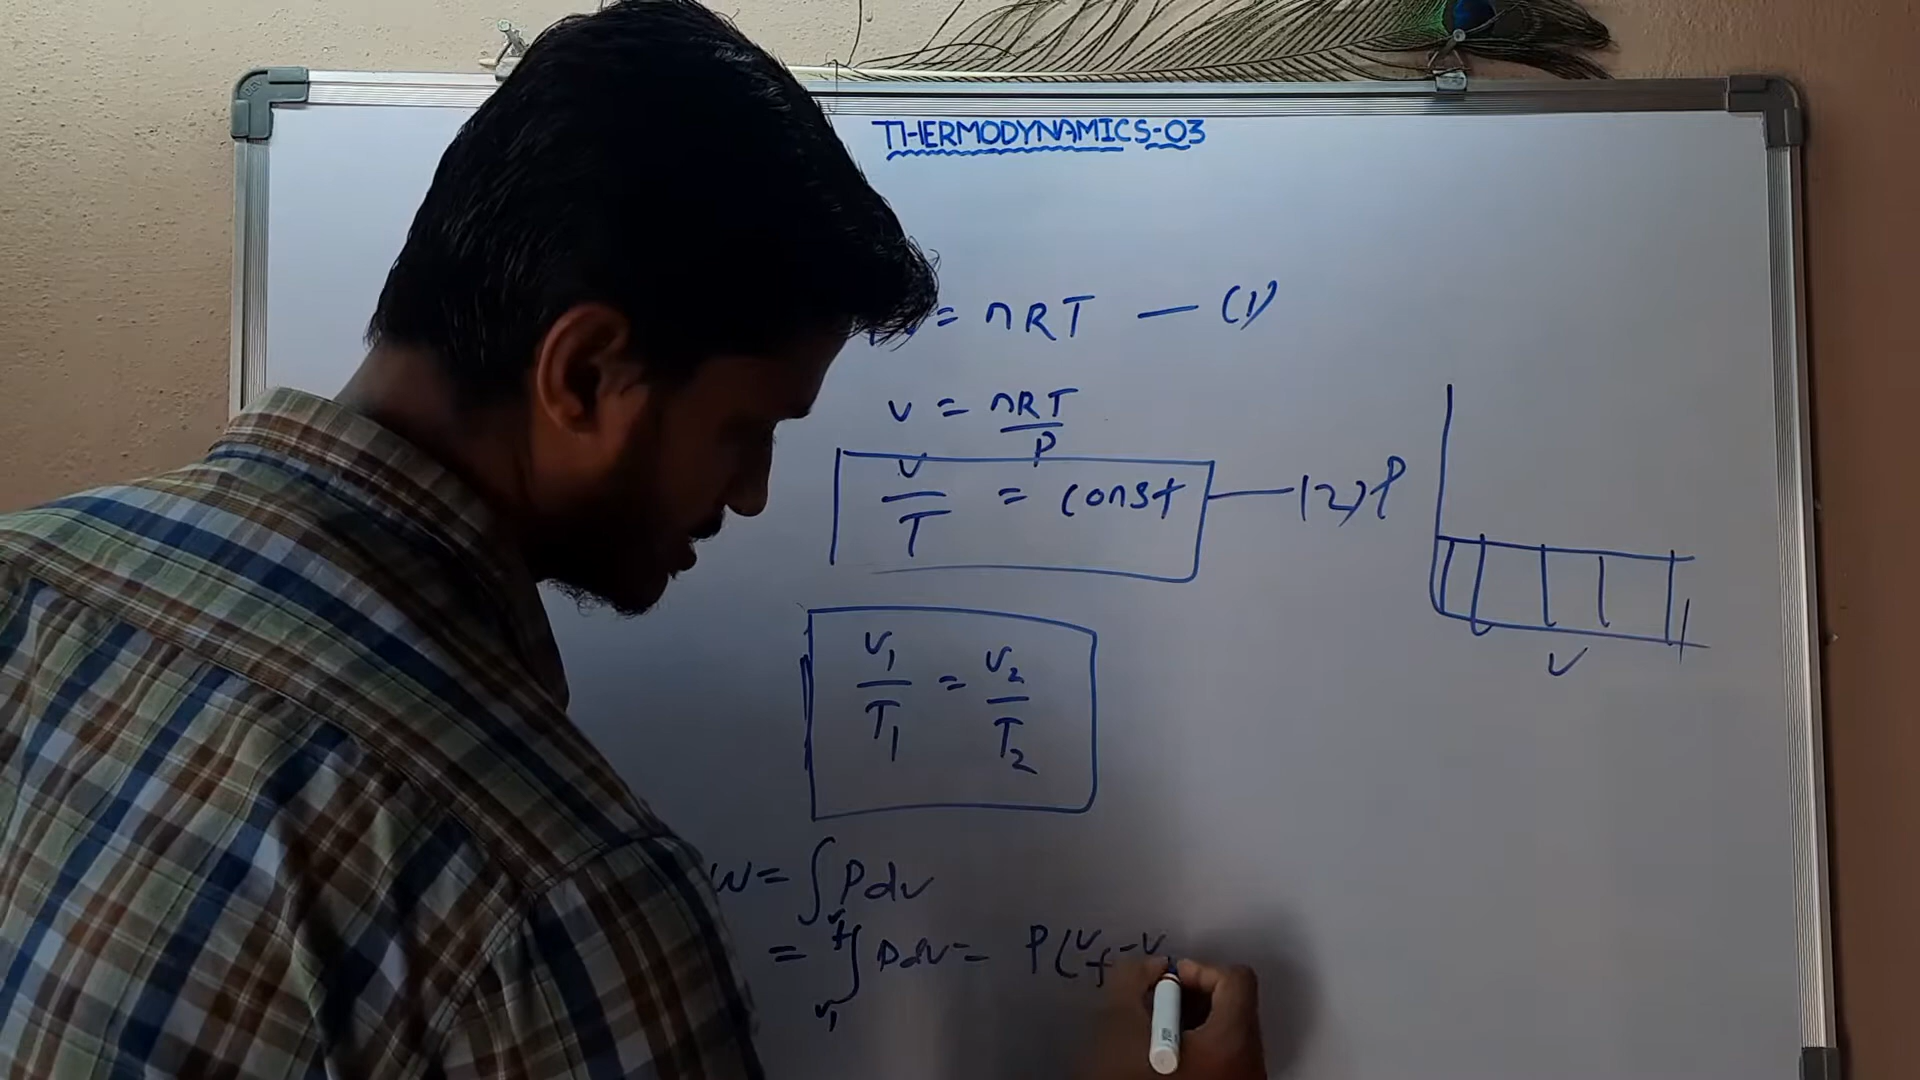 THERMODYNAMICS-03
= nRT — (1)
v = nRT / P
v / T = const — (2)
P
v
v₁ / T₁ = v₂ / T₂
W = ∫ P dv
= ∫ P dv = P(v_f - v